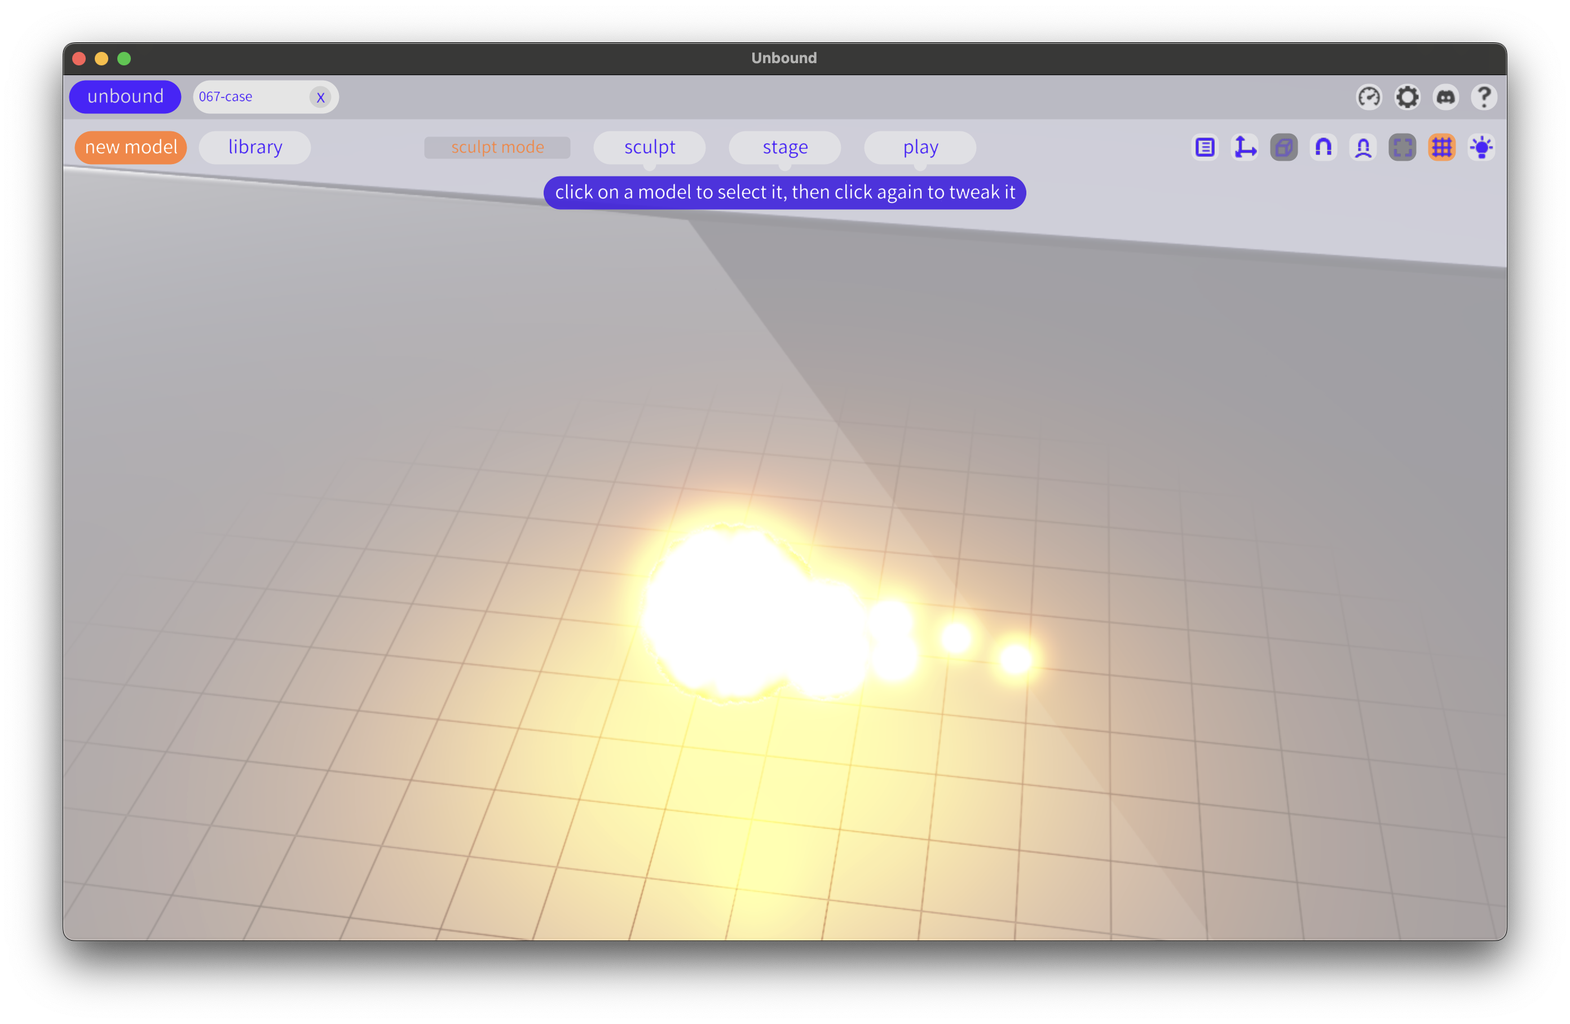 Unbound
unbound
067-case
X
?
new model
library
sculpt mode
sculpt
stage
play
click on a model to select it, then click again to tweak it